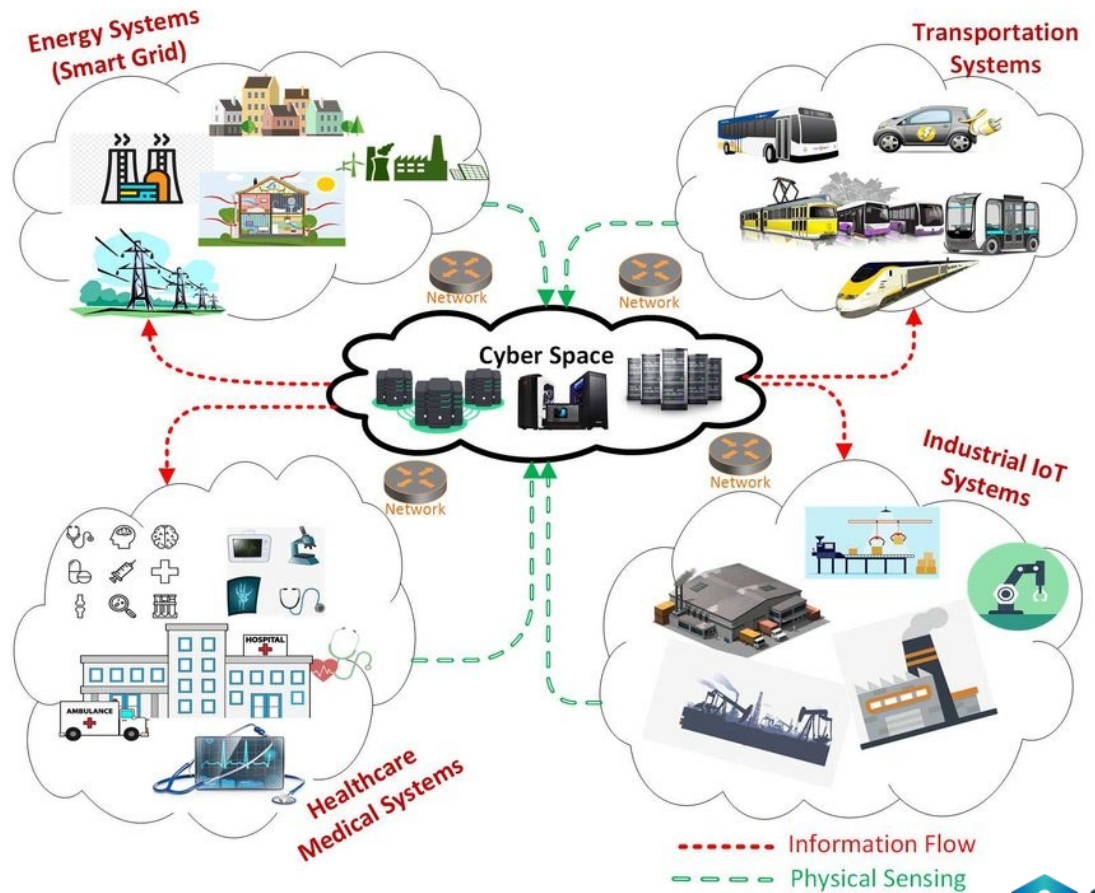 Energy Systems
(Smart Grid)
Transportation
Systems
Network
Network
Cyber Space
Network
Network
Industrial IoT
Systems
HOSPITAL
AMBULANCE
Healthcare
Medical Systems
Information Flow
Physical Sensing